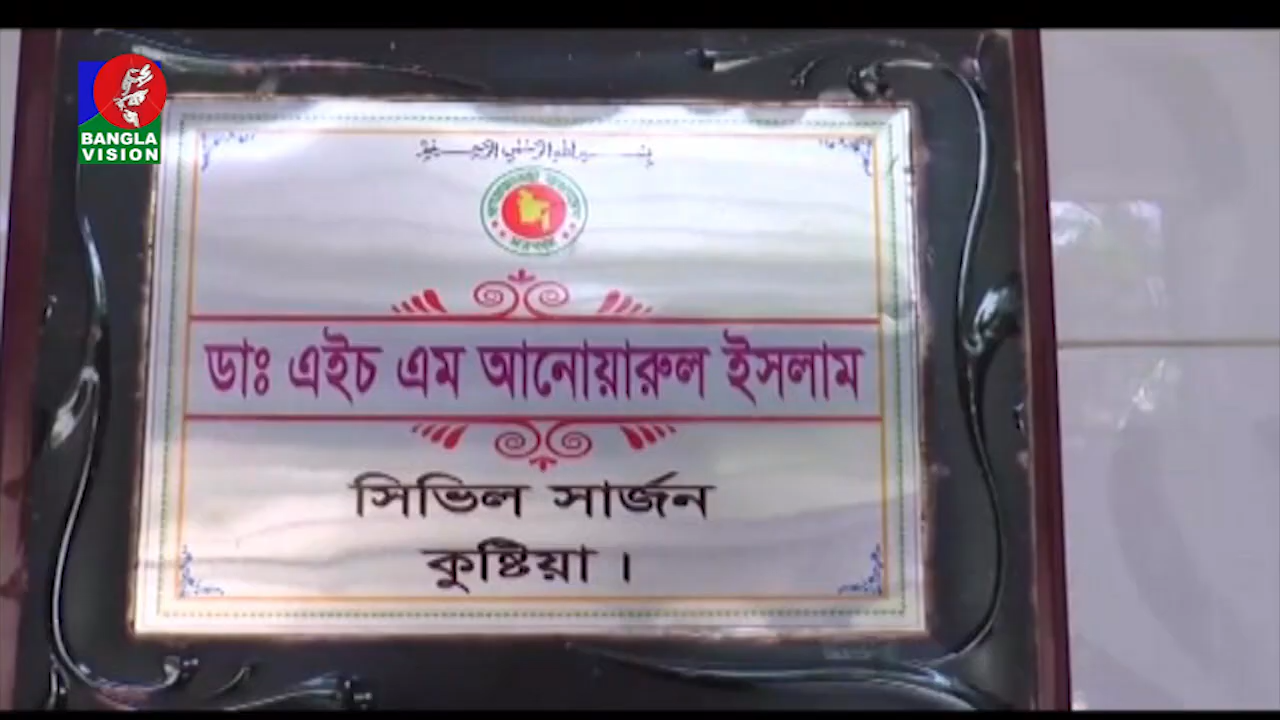 BANGLA
VISION
ডাঃ এইচ এম আনোয়ারুল ইসলাম
সিভিল সার্জন
কুষ্টিয়া ।